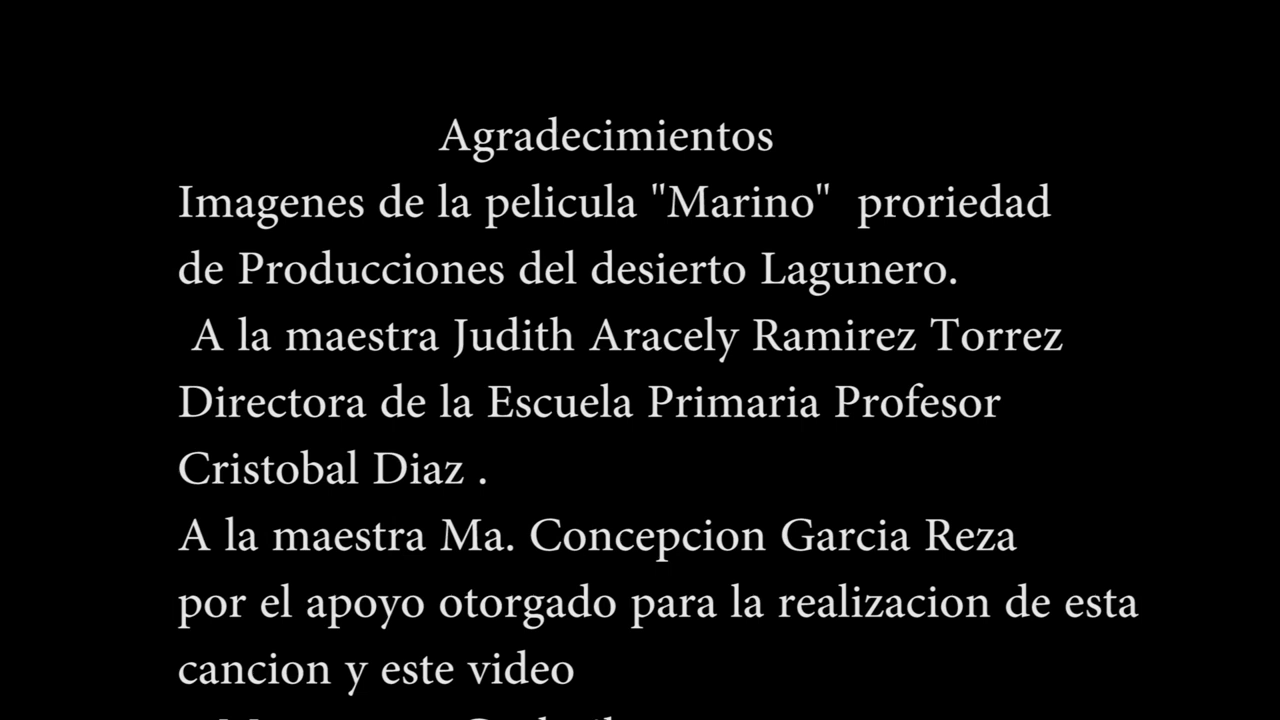 Agradecimientos
Imagenes de la pelicula "Marino"  proriedad
de Producciones del desierto Lagunero.
A la maestra Judith Aracely Ramirez Torrez
Directora de la Escuela Primaria Profesor
Cristobal Diaz .
A la maestra Ma. Concepcion Garcia Reza
por el apoyo otorgado para la realizacion de esta
cancion y este video